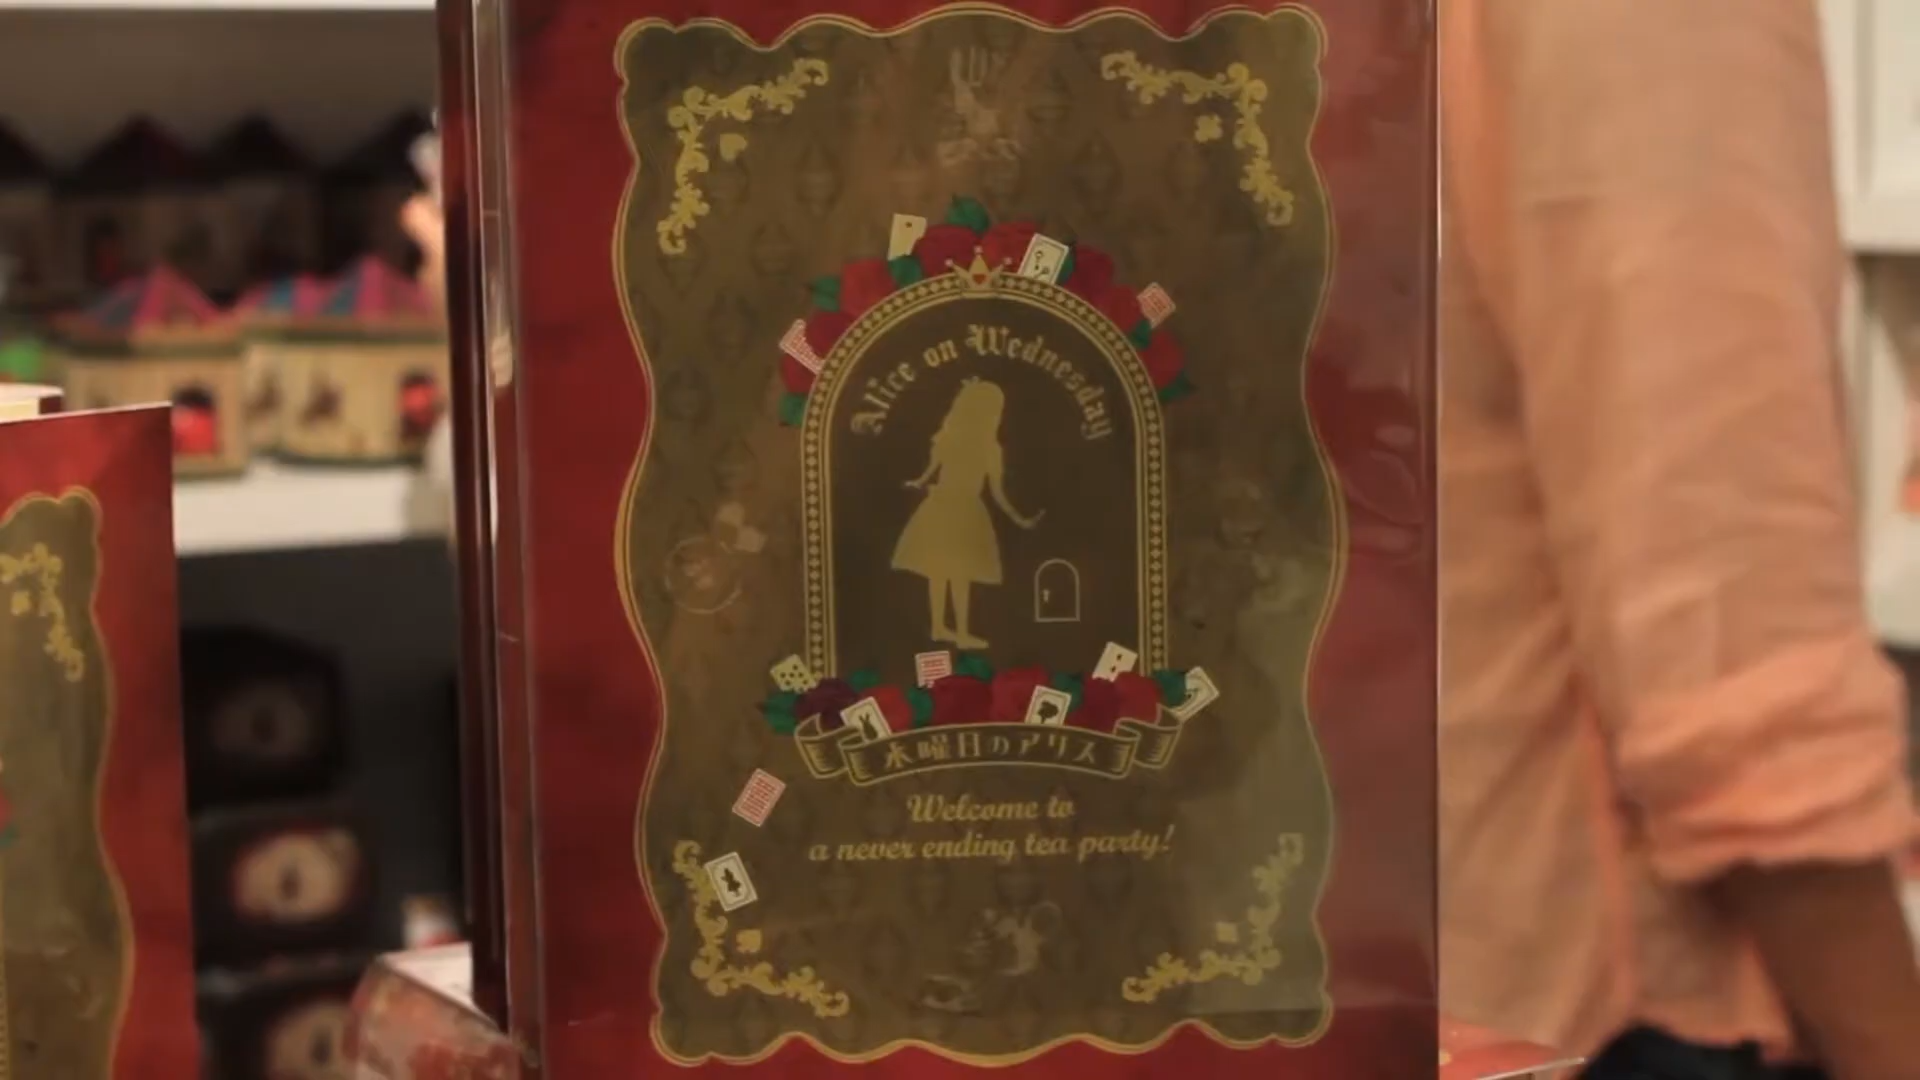 Alice on Wednesday
水曜日のアリス
Welcome to
a never ending tea party!